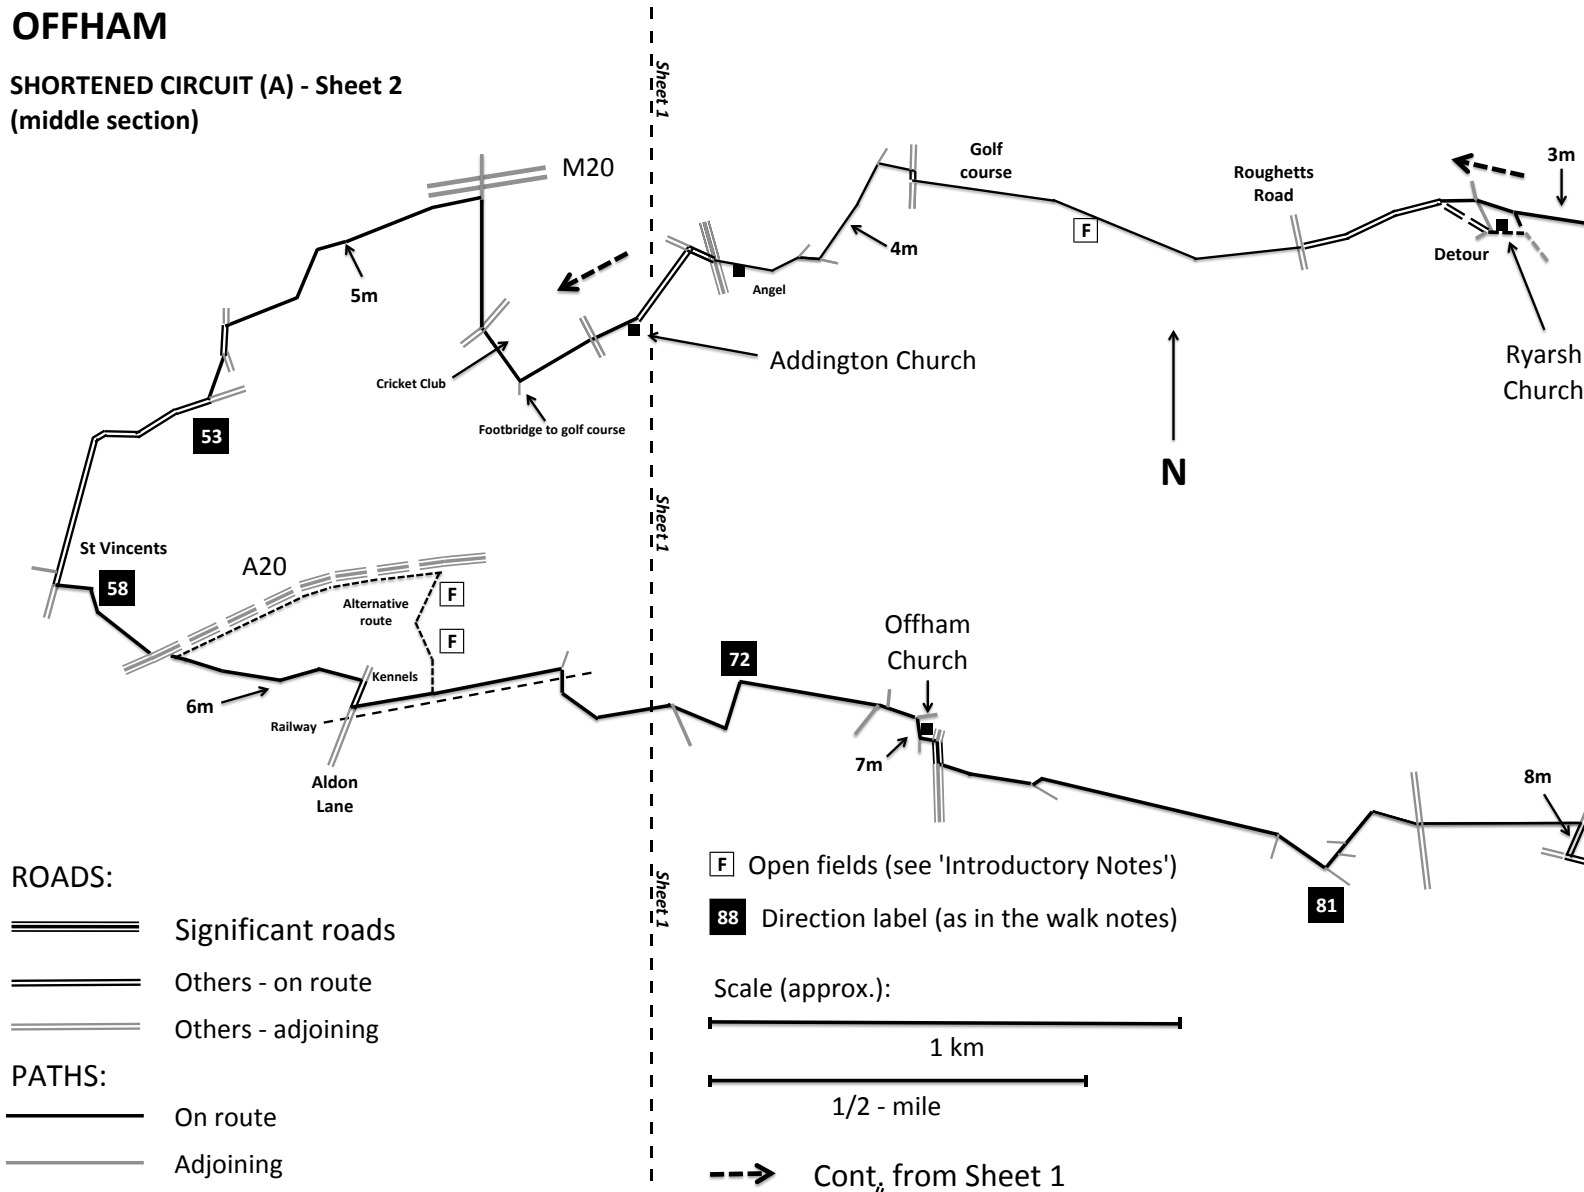 OFFHAM
SHORTENED CIRCUIT (A) - Sheet 2
(middle section)
Sheet 1
M20
Golf
course
Roughetts
Road
3m
F
4m
Detour
5m
Angel
Addington Church
Ryarsh
Church
Cricket Club
Footbridge to golf course
53
N
Sheet 1
St Vincents
58
A20
Alternative
route
F
F
Offham
Church
72
Kennels
6m
Railway
7m
Aldon
Lane
8m
81
ROADS:
Significant roads
Others - on route
Others - adjoining
PATHS:
On route
Adjoining
Sheet 1
F Open fields (see 'Introductory Notes')
88 Direction label (as in the walk notes)
Scale (approx.):
1 km
1/2 - mile
Cont,, from Sheet 1